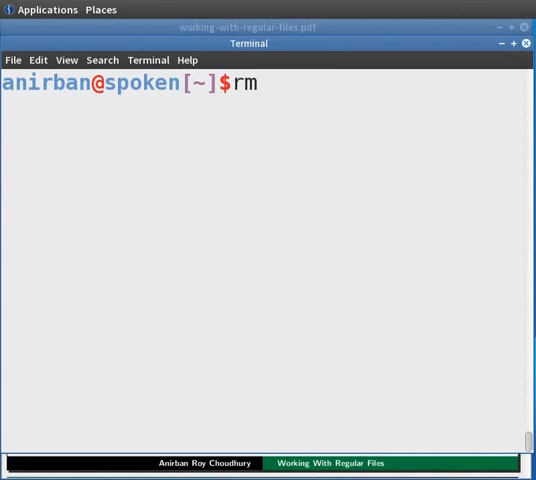 Applications Places
working-with-regular-files.pdf
Terminal
File Edit View Search Terminal Help
anirban@spoken[~]$rm
Anirban Roy Choudhury Working With Regular Files